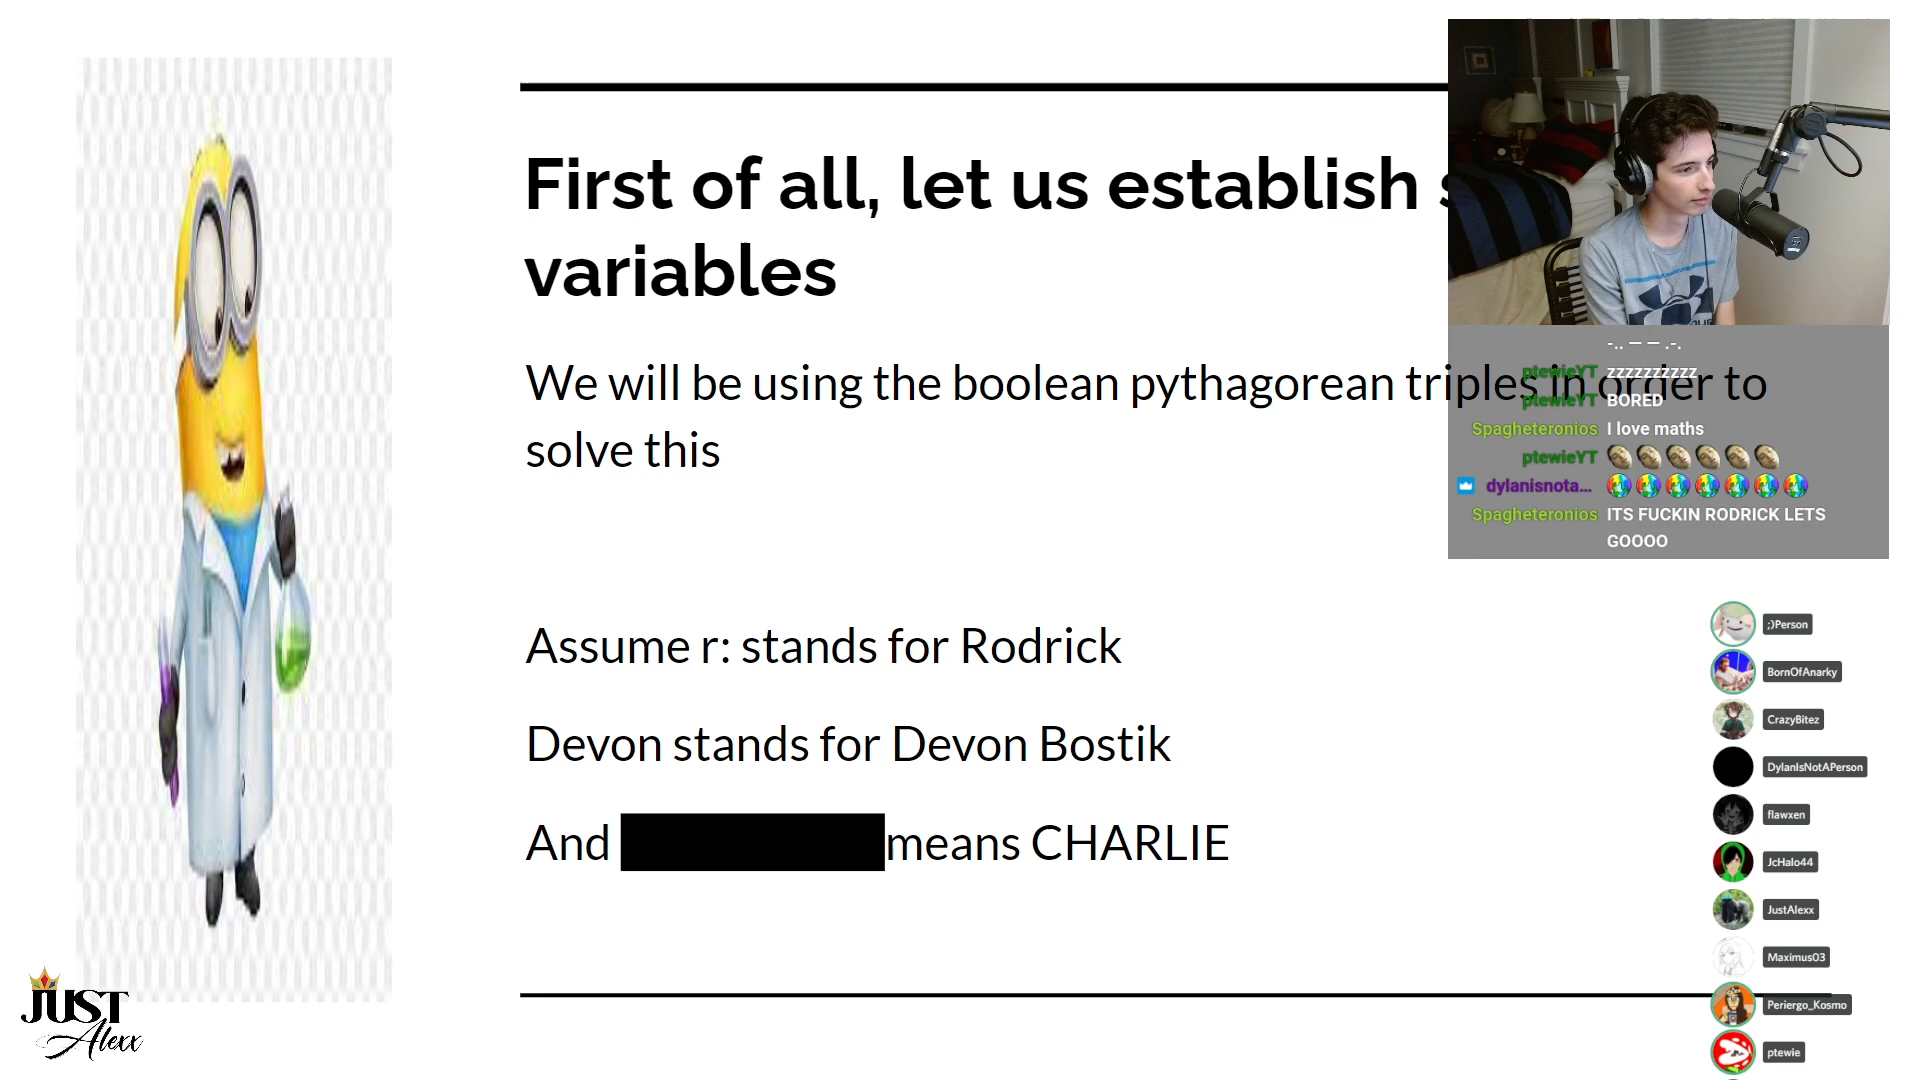 First of all, let us establish
variables
We will be using the boolean pythagorean triples in order to
solve this
Assume r: stands for Rodrick
Devon stands for Devon Bostik
And means CHARLIE
-.. — — .-.
ptewieYT zzzzzzzzzz
ptewieYT BORED
Spagheteronios I love maths
ptewieYT
dylanisnota...
Spagheteronios ITS FUCKIN RODRICK LETS
GOOOO
;)Person
BornOfAnarky
CrazyBitez
DylanIsNotAPerson
flawxen
JcHalo44
JustAlexx
Maximus03
Periergo_Kosmo
ptewie
JUST
Alexx